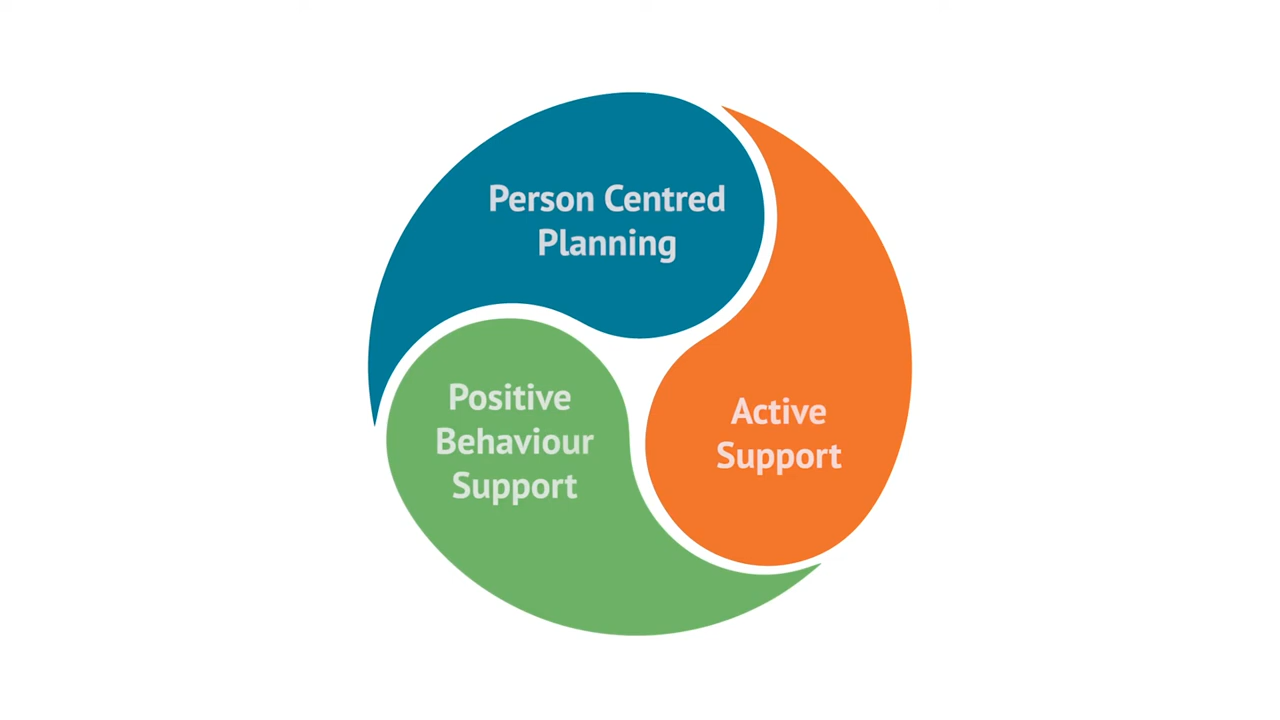 Person Centred
Planning
Positive
Behaviour
Support
Active
Support